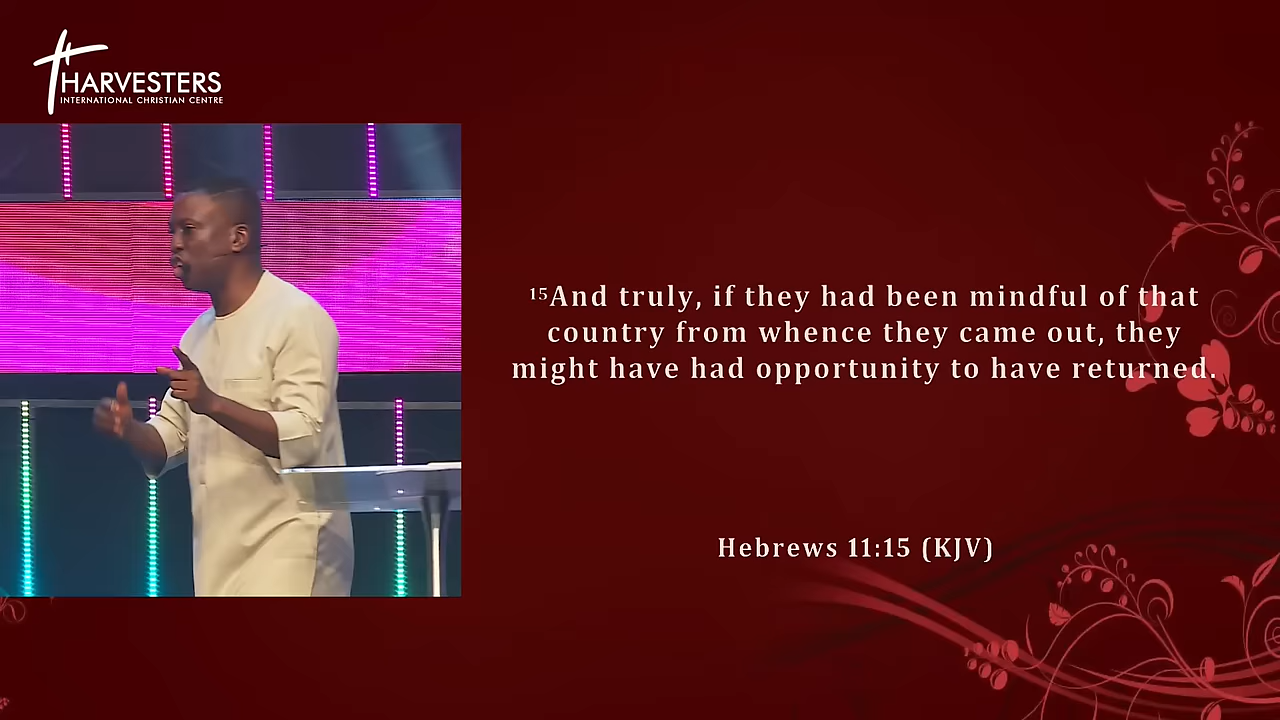 HARVESTERS
INTERNATIONAL CHRISTIAN CENTRE
15And truly, if they had been mindful of that
country from whence they came out, they
might have had opportunity to have returned.
Hebrews 11:15 (KJV)